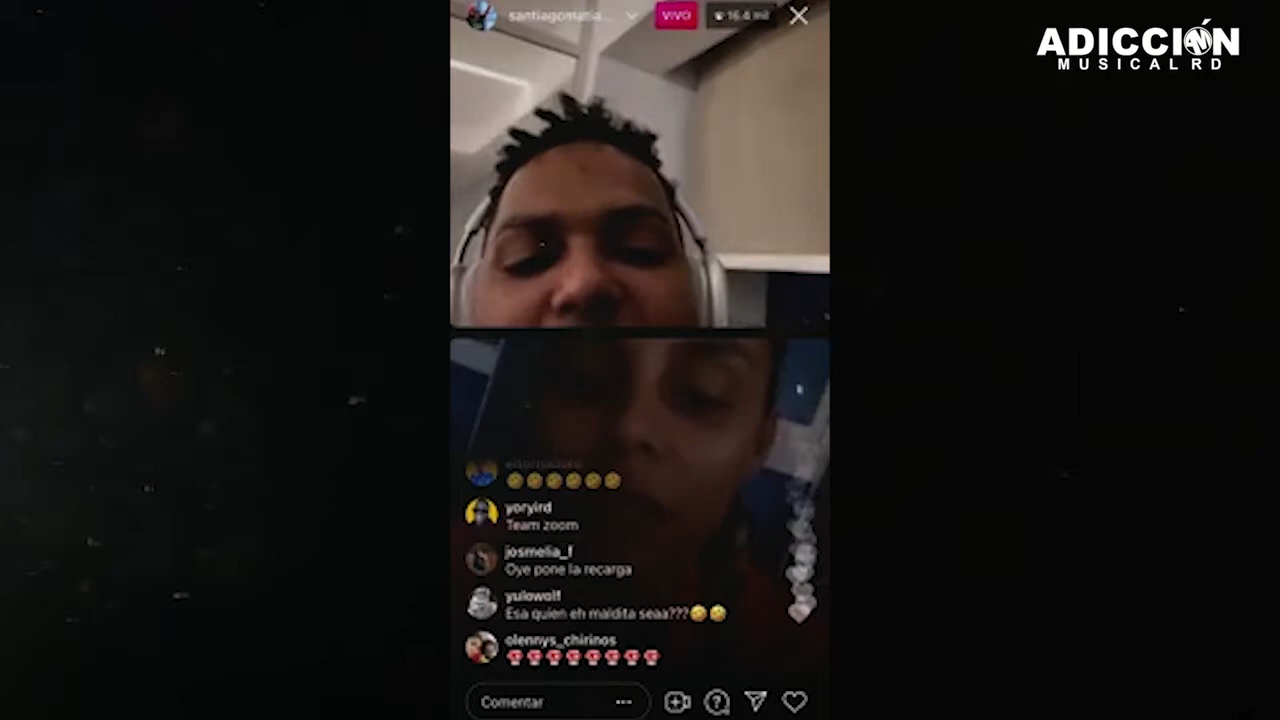 santiagomatia...
VIVO
16.4 mil
ADICCIÓN
MUSICAL RD
yoryird
Team zoom
josmelia_f
Oye pone la recarga
yulowolf
Esa quien eh maldita seaa???🤣🤣
olennys_chirinos
Comentar